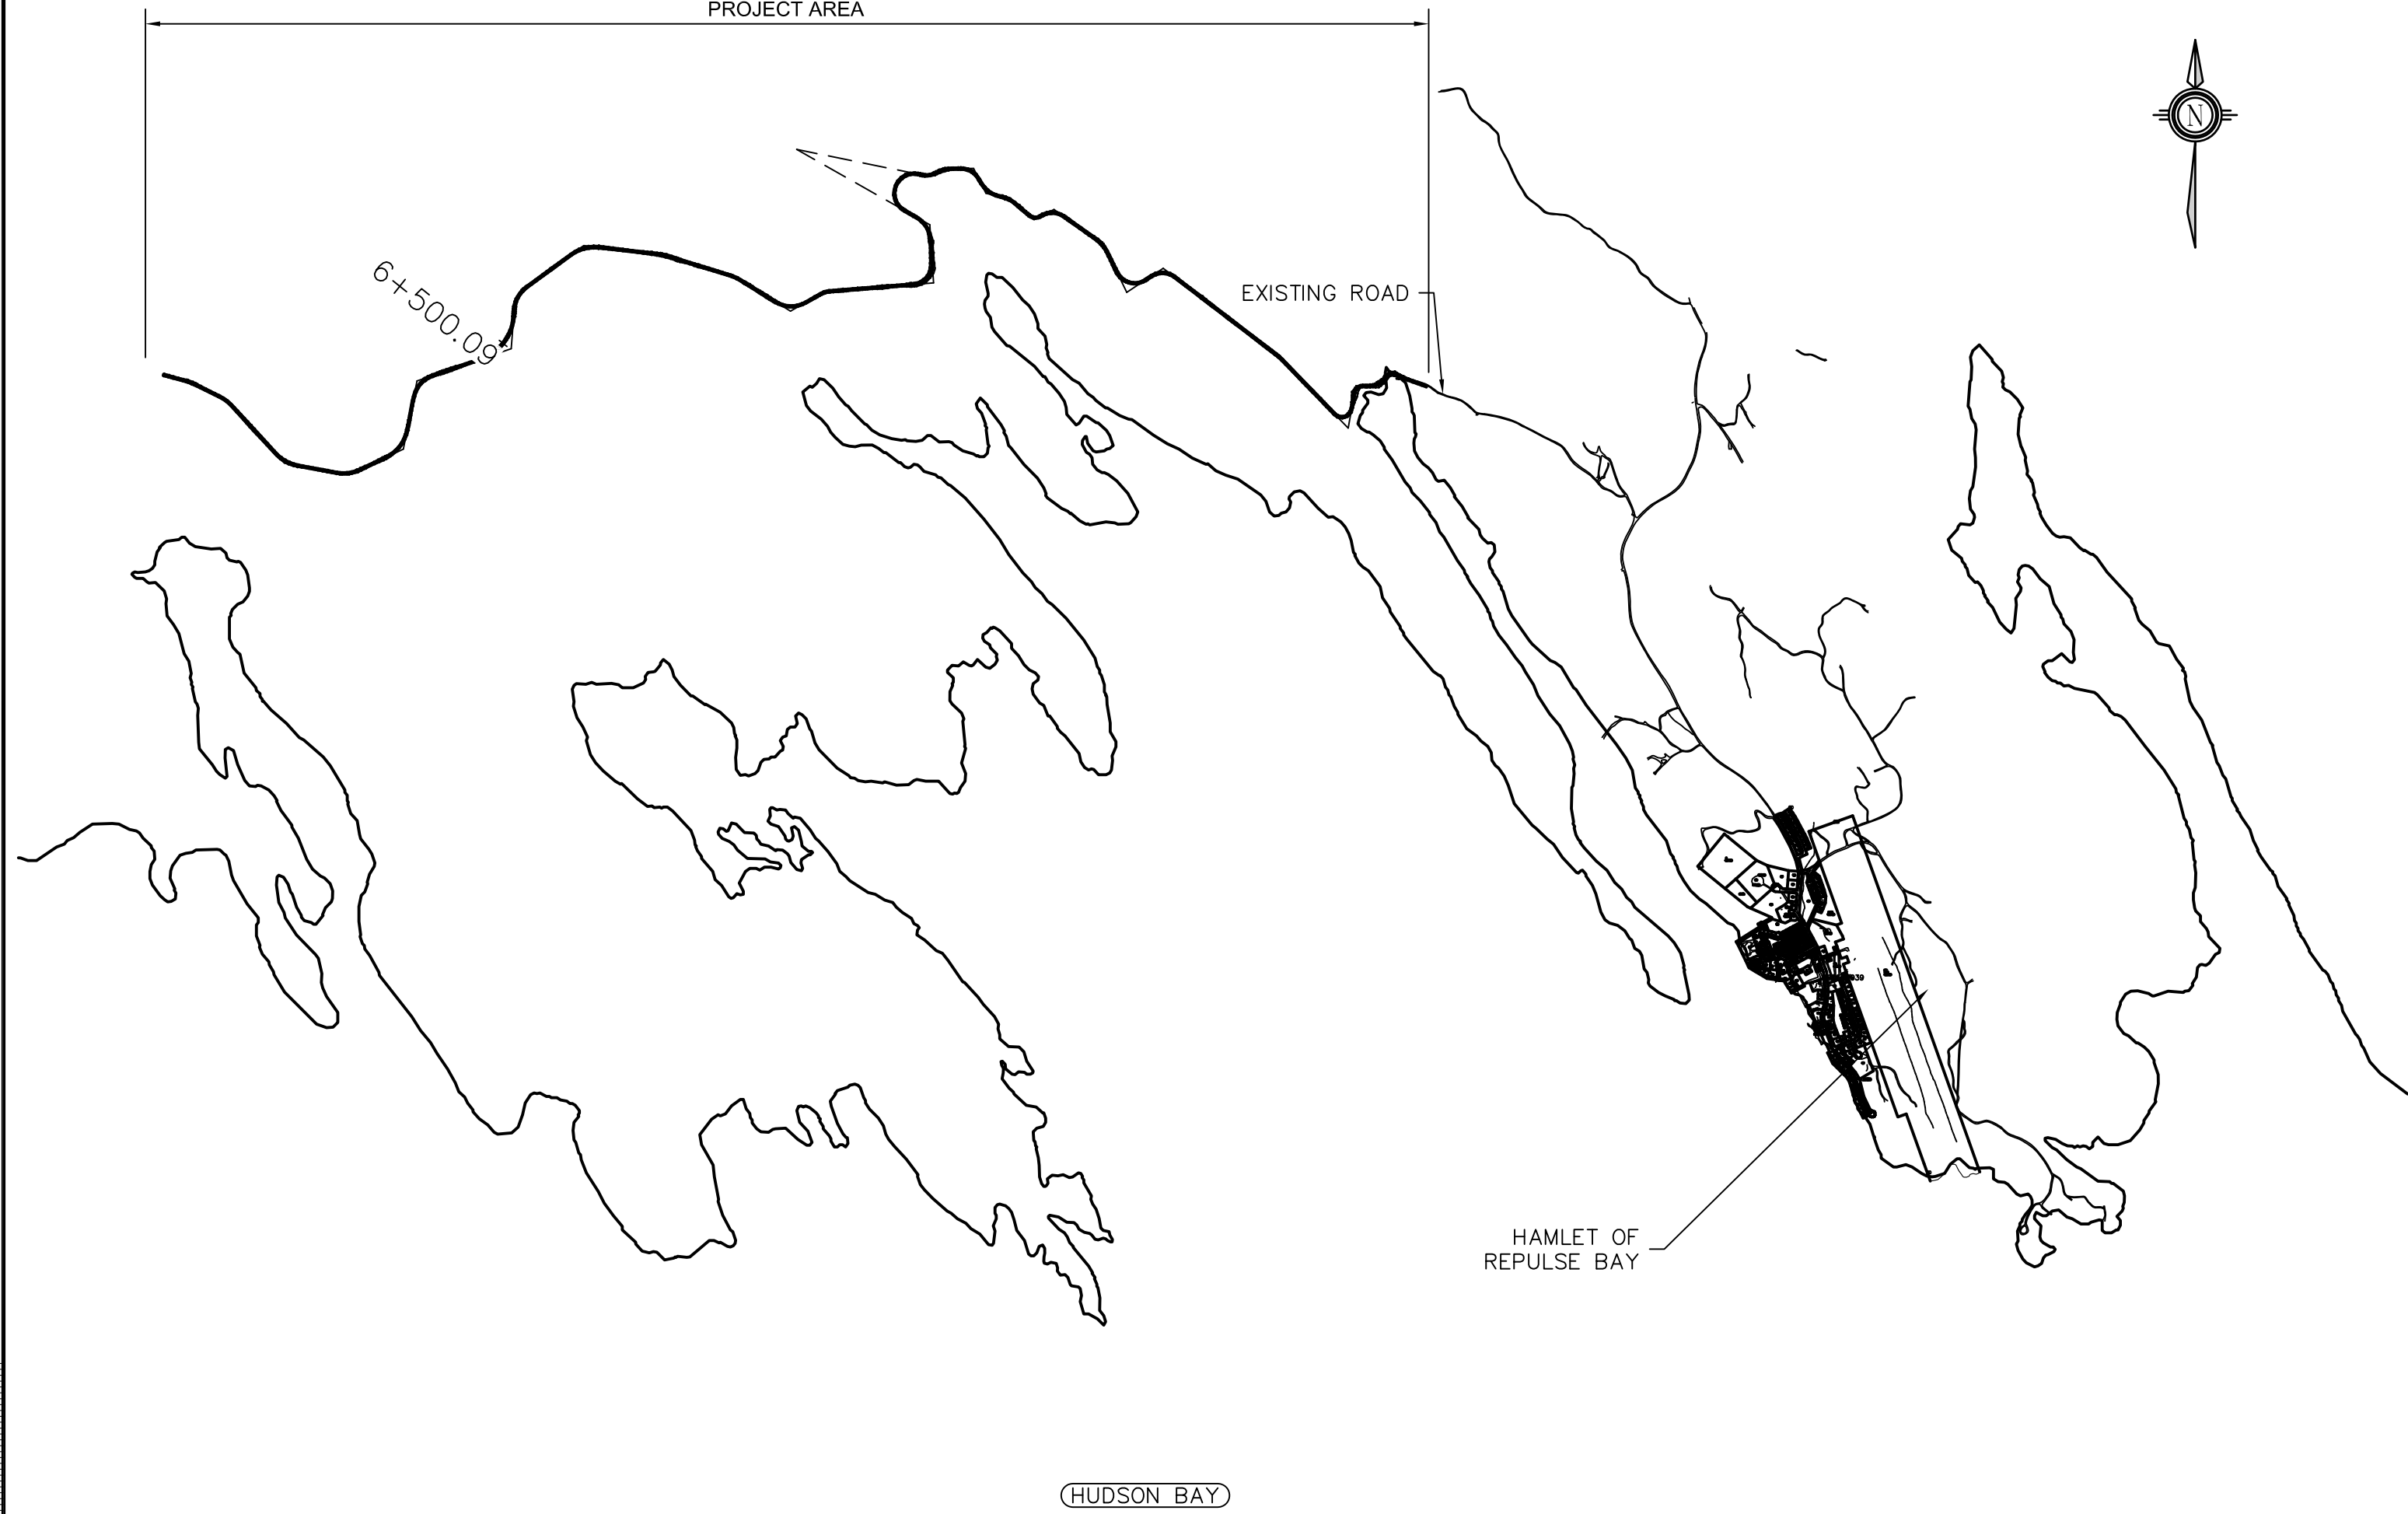 PROJECT AREA
N
6+500.09
EXISTING ROAD
HAMLET OF
REPULSE BAY
HUDSON BAY